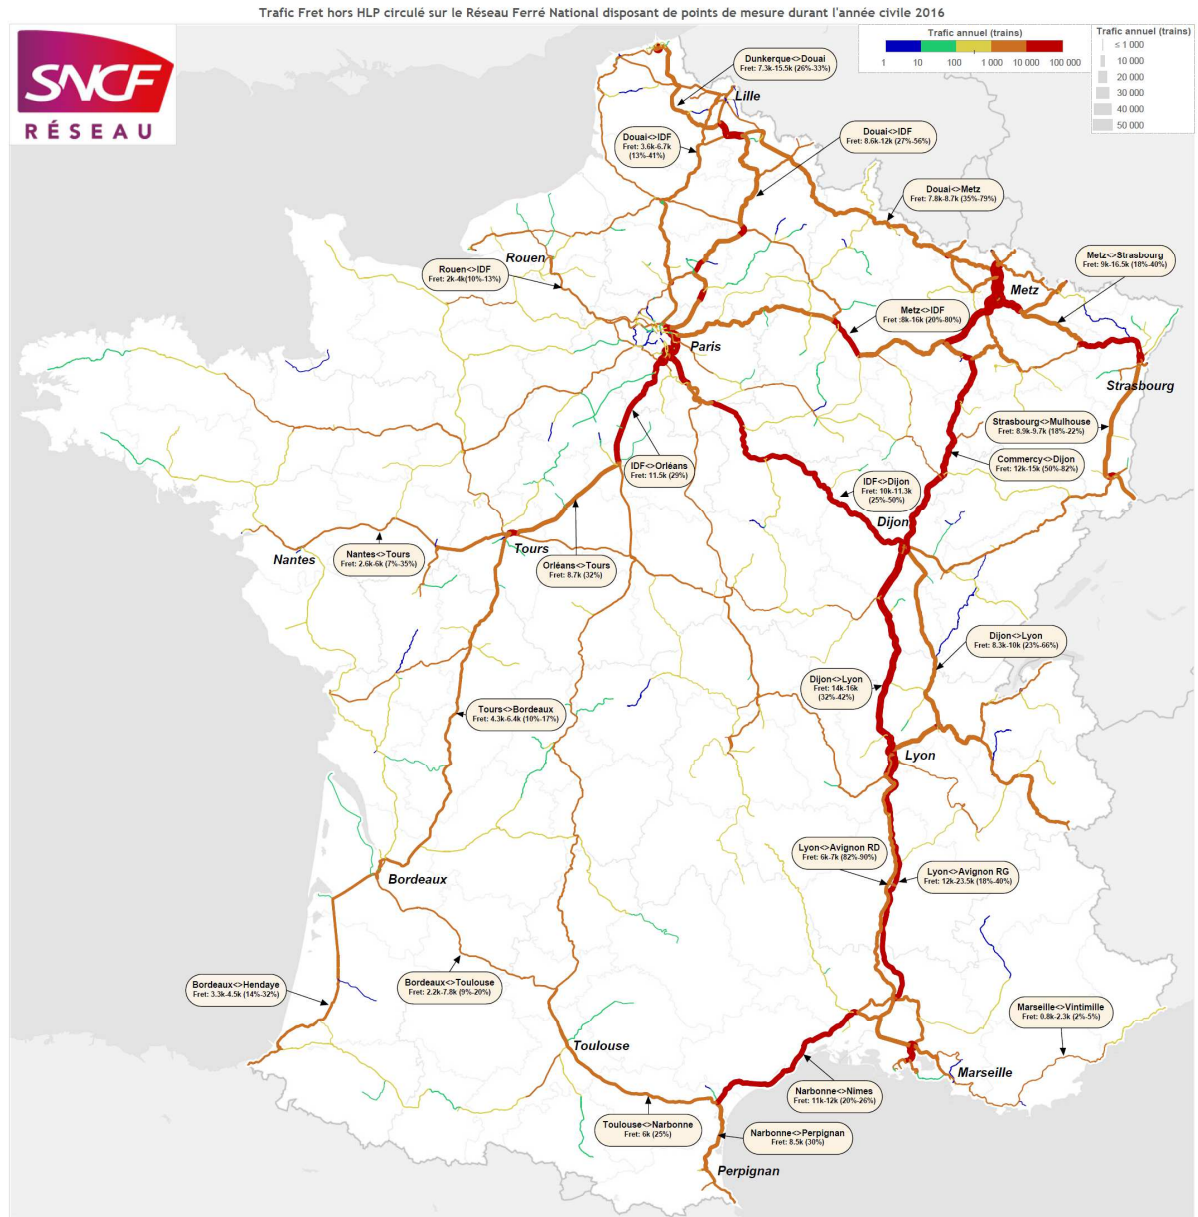 Trafic Fret hors HLP circulé sur le Réseau Ferré National disposant de points de mesure durant l'année civile 2016
SNCF
RÉSEAU
Trafic annuel (trains)
1 10 100 1 000 10 000 100 000
Trafic annuel (trains)
≤ 1 000
10 000
20 000
30 000
40 000
50 000
Dunkerque<>Douai
Fret: 7.3k-15.5k (26%-33%)
Lille
Douai<>IDF
Fret: 3.6k-6.7k
(13%-41%)
Douai<>IDF
Fret: 8.6k-12k (27%-56%)
Douai<>Metz
Fret: 7.8k-8.7k (35%-79%)
Rouen
Rouen<>IDF
Fret: 2k-4k(10%-13%)
Metz<>Strasbourg
Fret: 9k-16.5k (18%-40%)
Metz
Metz<>IDF
Fret :8k-16k (20%-80%)
Paris
Strasbourg
Strasbourg<>Mulhouse
Fret: 8.9k-9.7k (18%-22%)
IDF<>Orléans
Fret: 11.5k (29%)
Commercy<>Dijon
Fret: 12k-15k (50%-82%)
IDF<>Dijon
Fret: 10k-11.3k
(25%-50%)
Dijon
Nantes
Nantes<>Tours
Fret: 2.6k-6k (7%-35%)
Tours
Orléans<>Tours
Fret: 8.7k (32%)
Dijon<>Lyon
Fret: 8.3k-10k (23%-66%)
Dijon<>Lyon
Fret: 14k-16k
(32%-42%)
Tours<>Bordeaux
Fret: 4.3k-6.4k (10%-17%)
Lyon
Lyon<>Avignon RD
Fret: 6k-7k (82%-90%)
Lyon<>Avignon RG
Fret: 12k-23.5k (18%-40%)
Bordeaux
Bordeaux<>Hendaye
Fret: 3.3k-4.5k (14%-32%)
Bordeaux<>Toulouse
Fret: 2.2k-7.8k (9%-20%)
Marseille<>Vintimille
Fret: 0.8k-2.3k (2%-5%)
Toulouse
Marseille
Narbonne<>Nimes
Fret: 11k-12k (20%-26%)
Toulouse<>Narbonne
Fret: 6k (25%)
Narbonne<>Perpignan
Fret: 8.5k (30%)
Perpignan